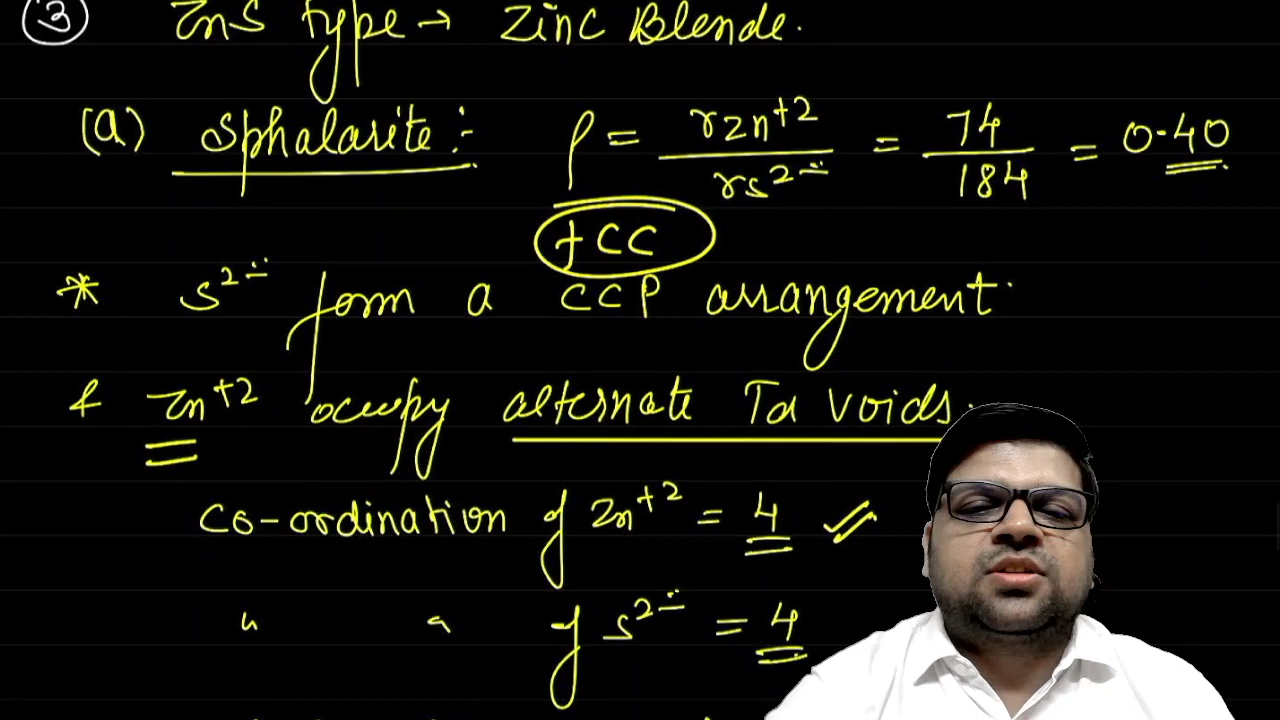 ③ ZnS type → Zinc Blende.
(a) Sphalarite :- ρ = rZn+2 / rS2- = 74 / 184 = 0.40
fCC
* S2- form a CCP arrangement.
& Zn+2 occupy alternate Td voids.
Co-ordination of Zn+2 = 4
" " of S2- = 4